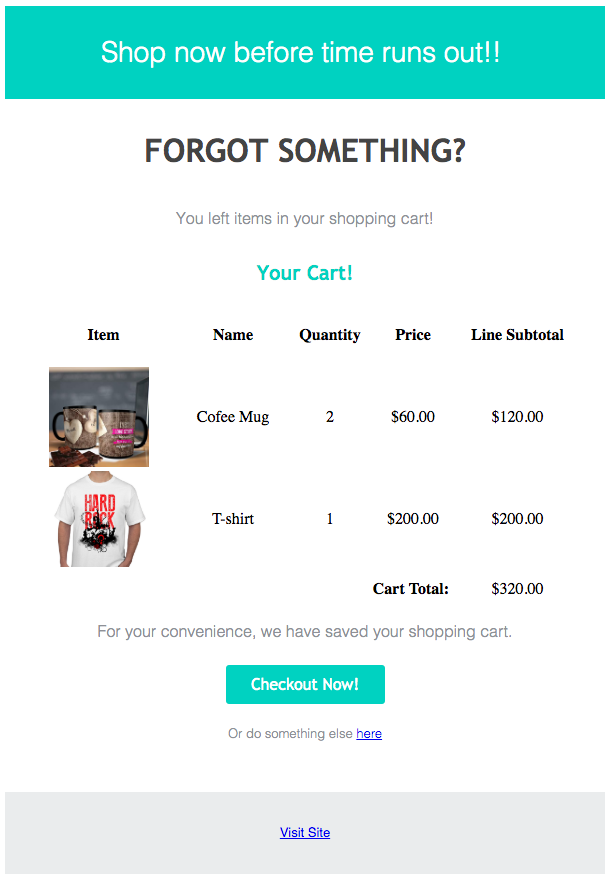 Shop now before time runs out!!
FORGOT SOMETHING?
You left items in your shopping cart!
Your Cart!
Item Name Quantity Price Line Subtotal
Cofee Mug 2 $60.00 $120.00
HARD
ROCK
T-shirt 1 $200.00 $200.00
Cart Total: $320.00
For your convenience, we have saved your shopping cart.
Checkout Now!
Or do something else here
Visit Site